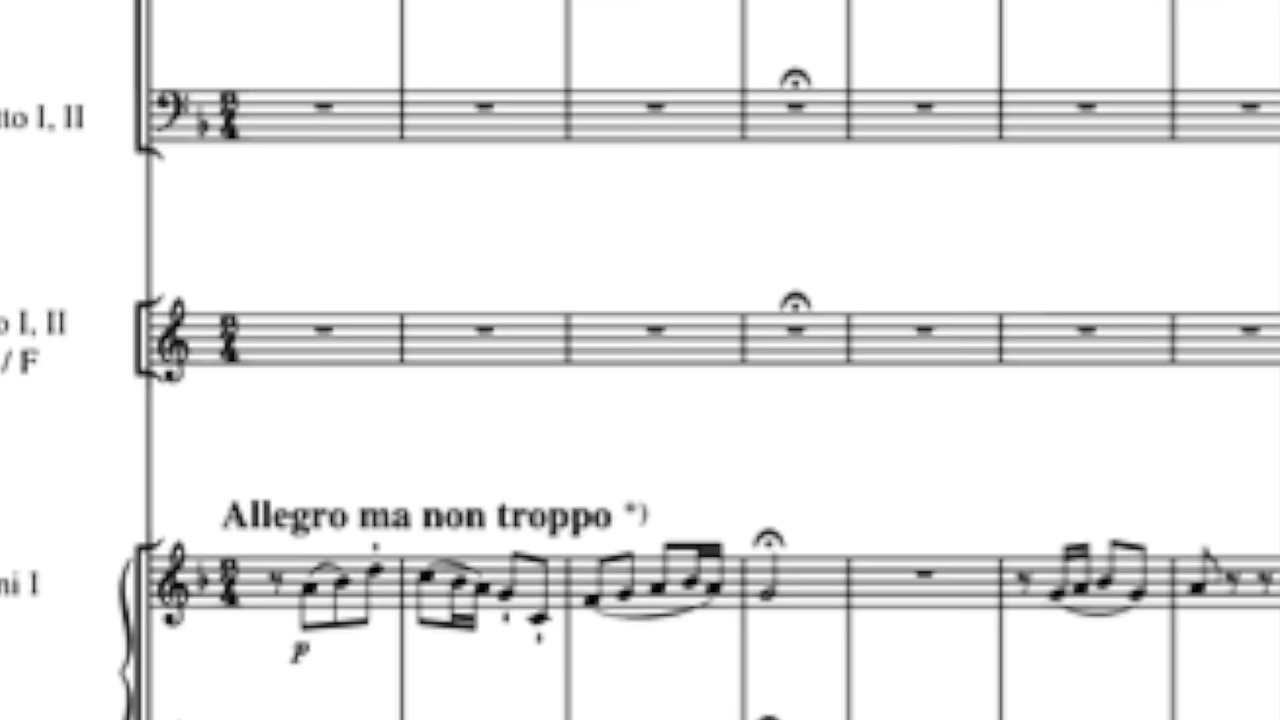 tto I, II
o I, II
/ F
Allegro ma non troppo *)
ni I
p